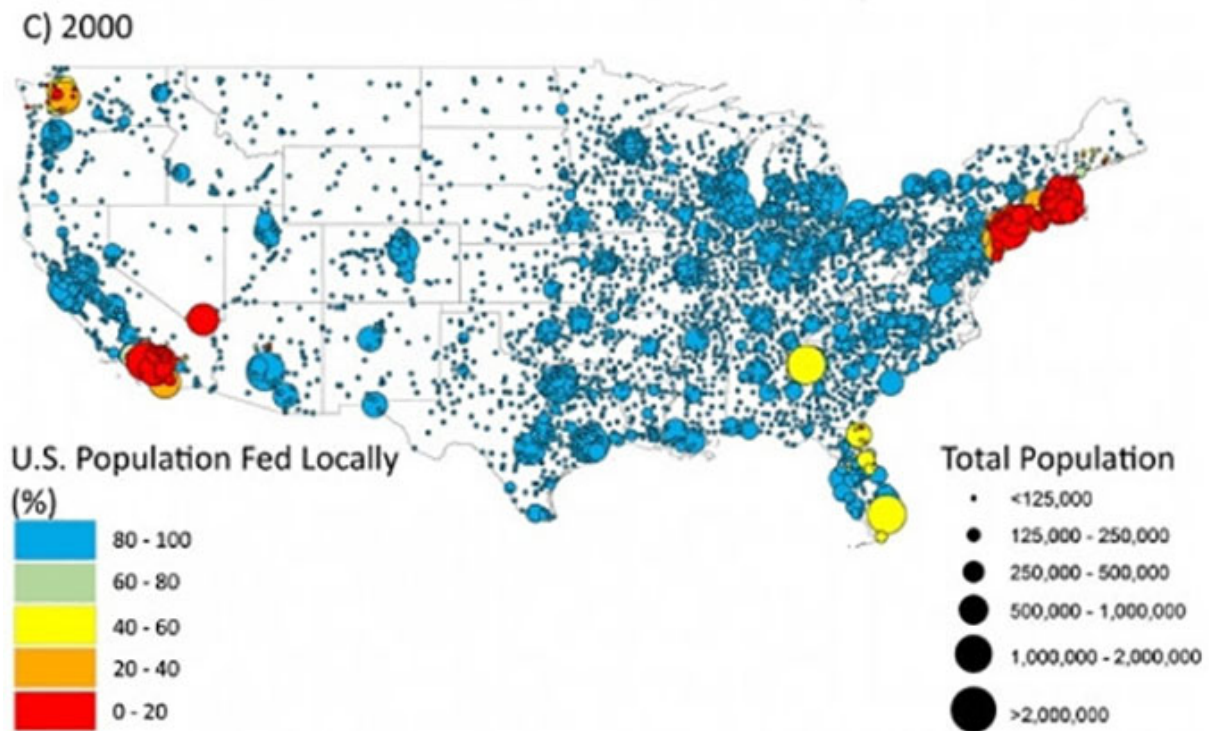 C) 2000
U.S. Population Fed Locally
(%)
80 - 100
60 - 80
40 - 60
20 - 40
0 - 20
Total Population
<125,000
125,000 - 250,000
250,000 - 500,000
500,000 - 1,000,000
1,000,000 - 2,000,000
>2,000,000